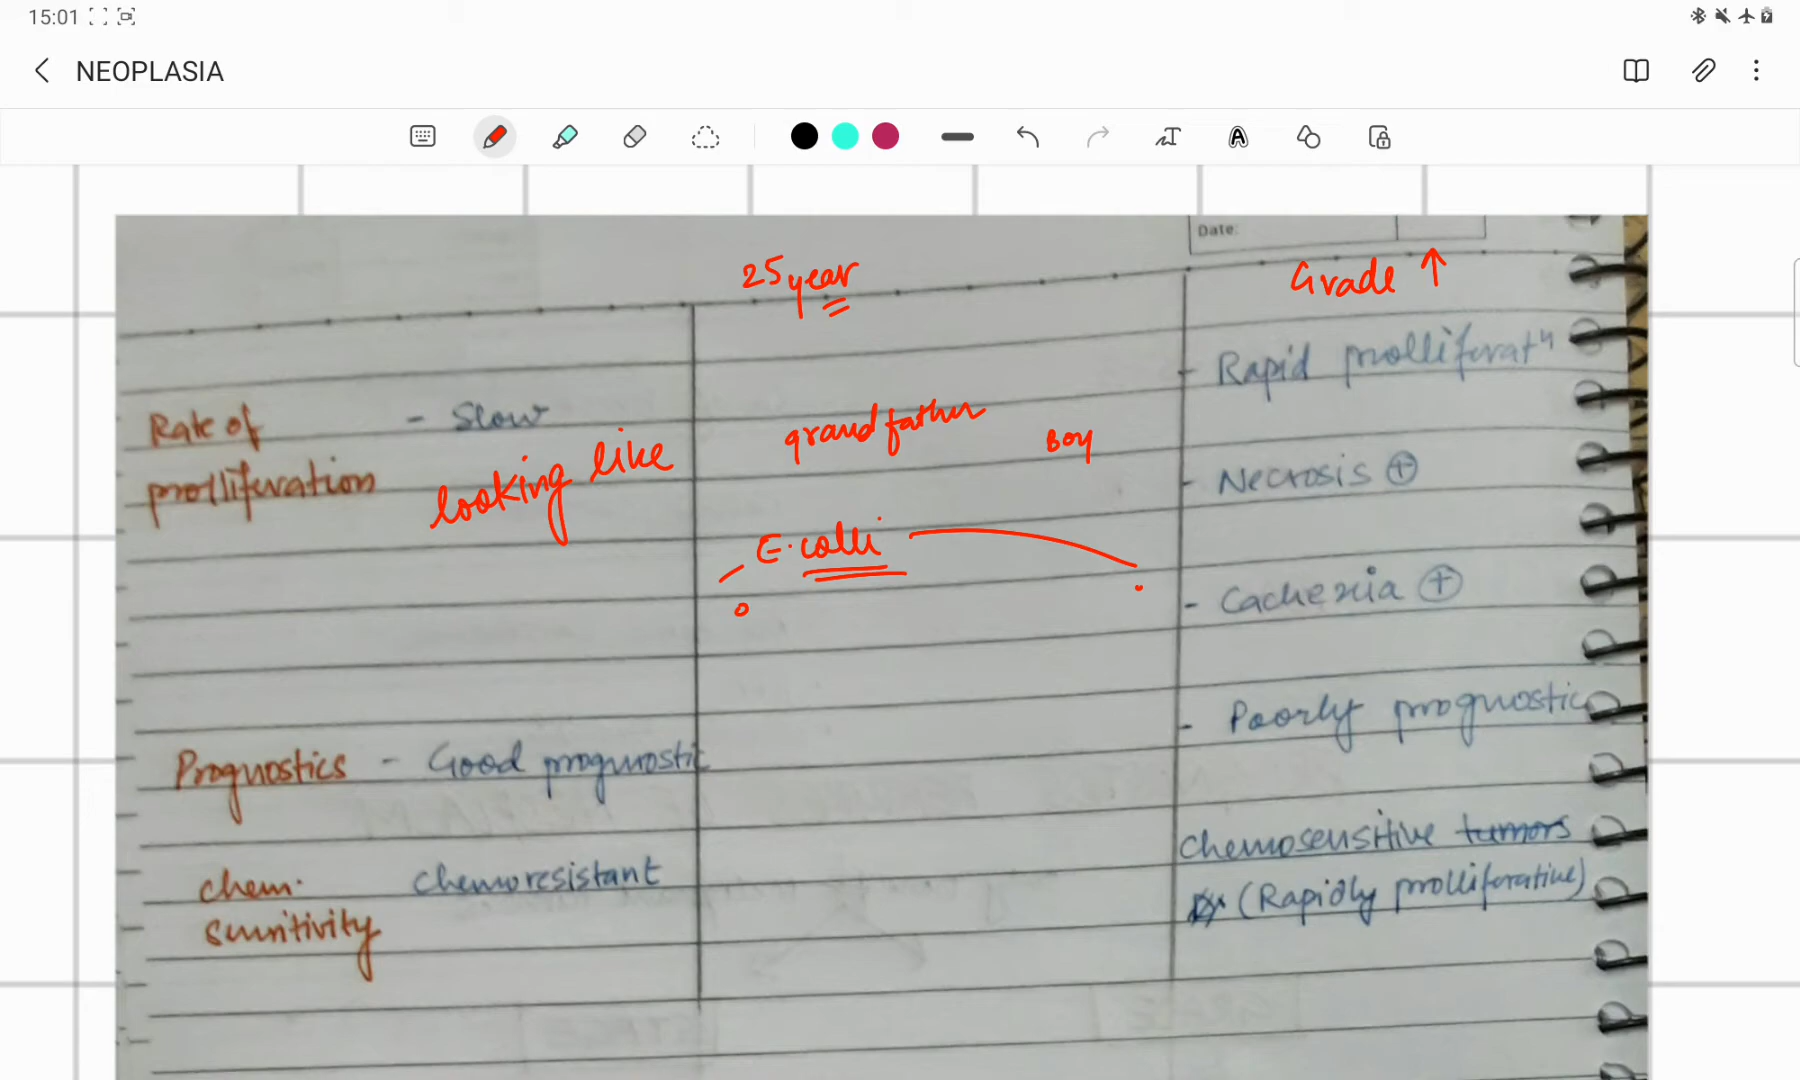 15:01
NEOPLASIA
Date:
25 year
Grade ↑
- Rapid prolliferatn
Rate of - Slow
prolliferation
looking like
grandfather
Boy
- Necrosis ⊕
E. colli
- Cachexia ⊕
- Poorly prognostic
Prognostics - Good prognostic
chemosensitive tumors
(Rapidly prolliferative)
chem. chemoresistant
sensitivity